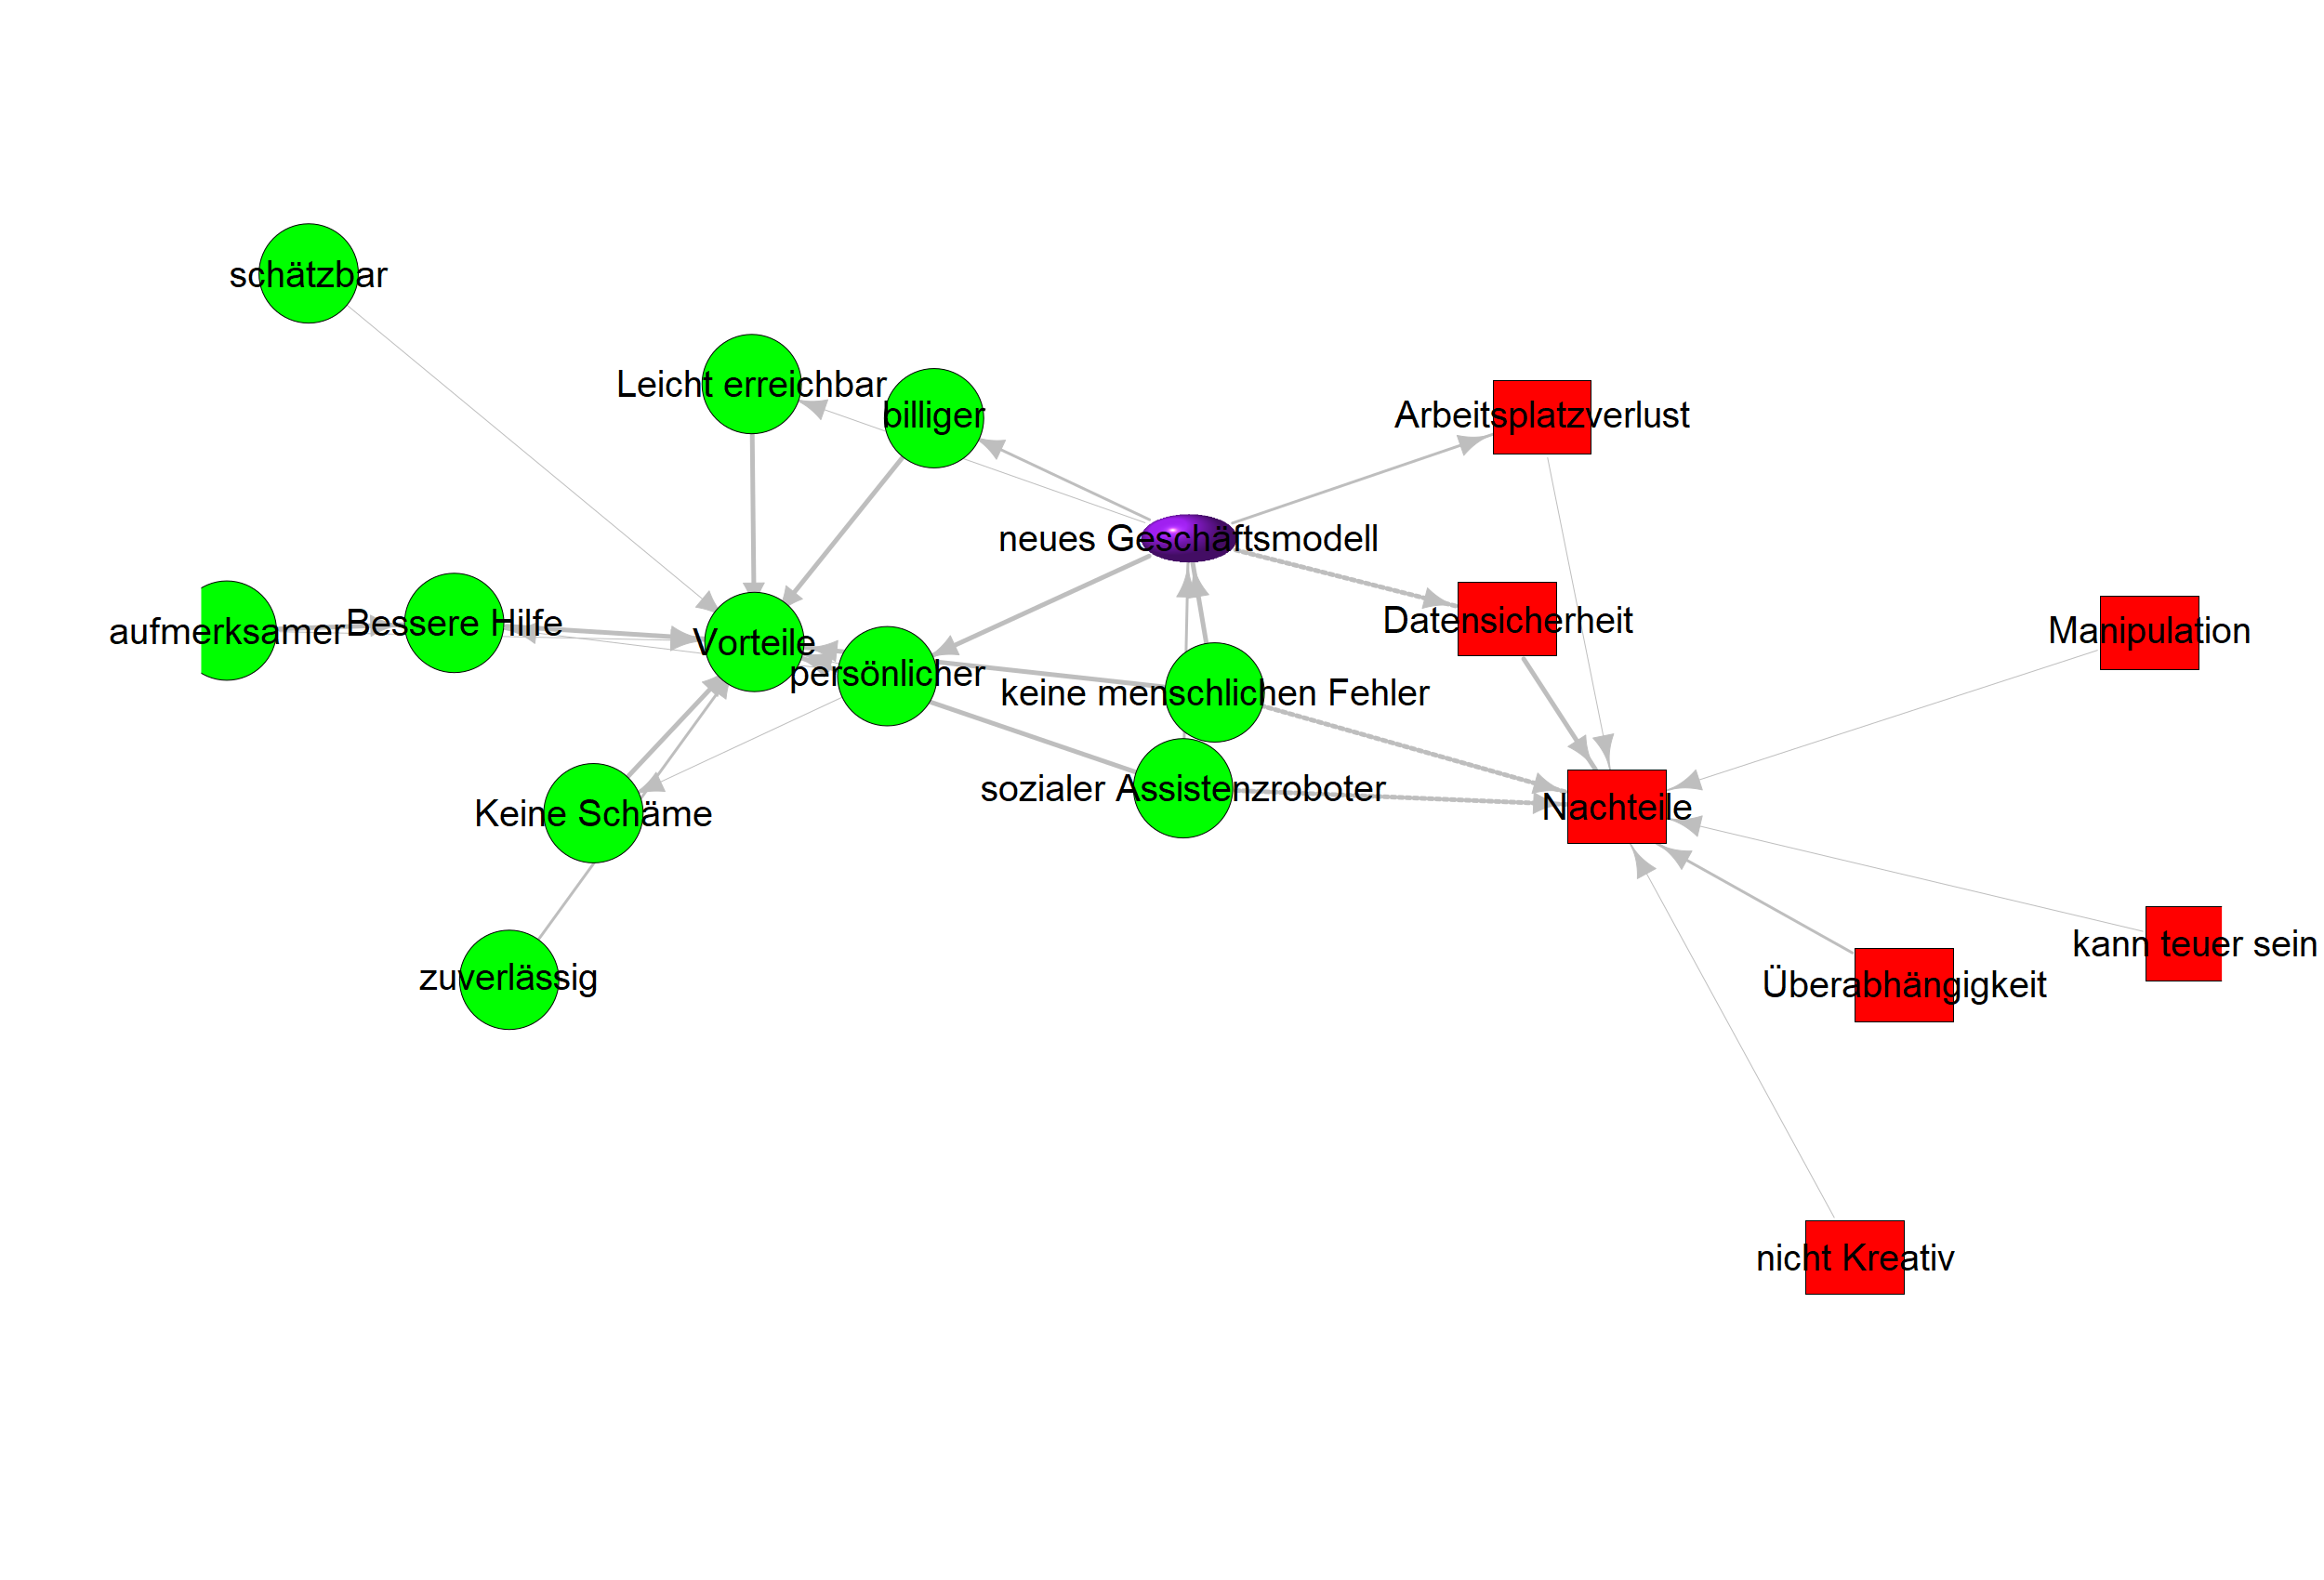 schätzbar
Leicht erreichbar
billiger
Arbeitsplatzverlust
neues Geschäftsmodell
aufmerksamer
Bessere Hilfe
Vorteile
persönlicher
keine menschlichen Fehler
Datensicherheit
Manipulation
Keine Schäme
sozialer Assistenzroboter
Nachteile
zuverlässig
Überabhängigkeit
kann teuer sein
nicht Kreativ